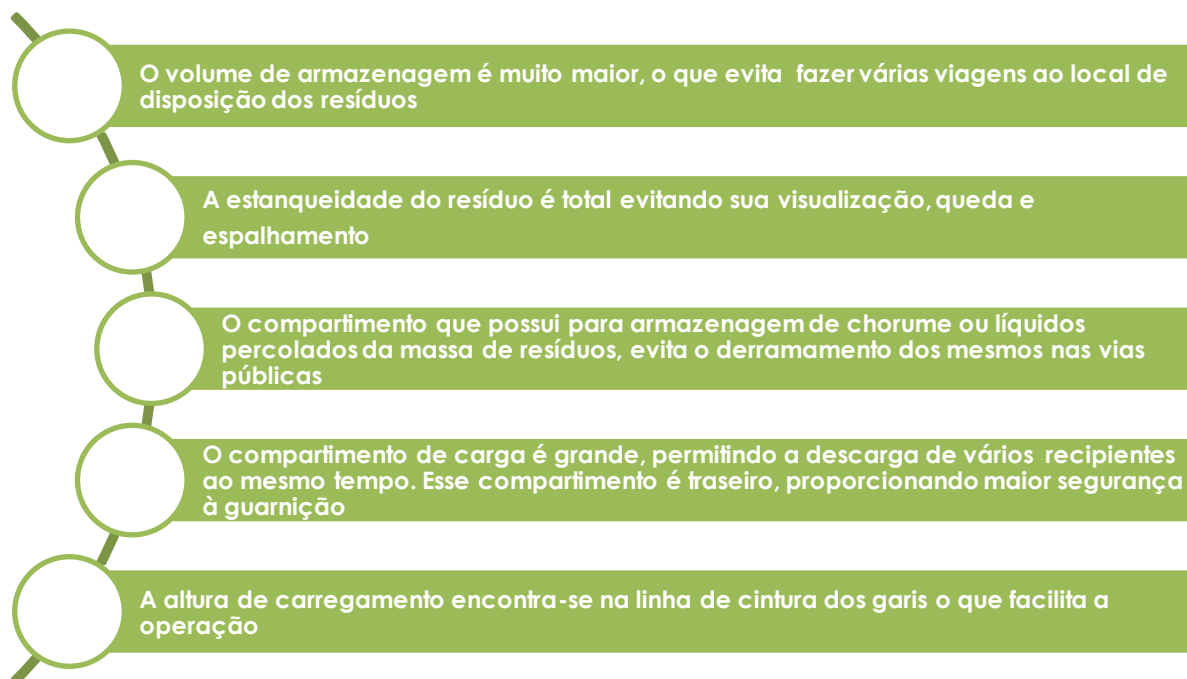 O volume de armazenagem é muito maior, o que evita fazer várias viagens ao local de
disposição dos resíduos
A estanqueidade do resíduo é total evitando sua visualização, queda e
espalhamento
O compartimento que possui para armazenagem de chorume ou líquidos
percolados da massa de resíduos, evita o derramamento dos mesmos nas vias
públicas
O compartimento de carga é grande, permitindo a descarga de vários recipientes
ao mesmo tempo. Esse compartimento é traseiro, proporcionando maior segurança
à guarnição
A altura de carregamento encontra-se na linha de cintura dos garis o que facilita a
operação